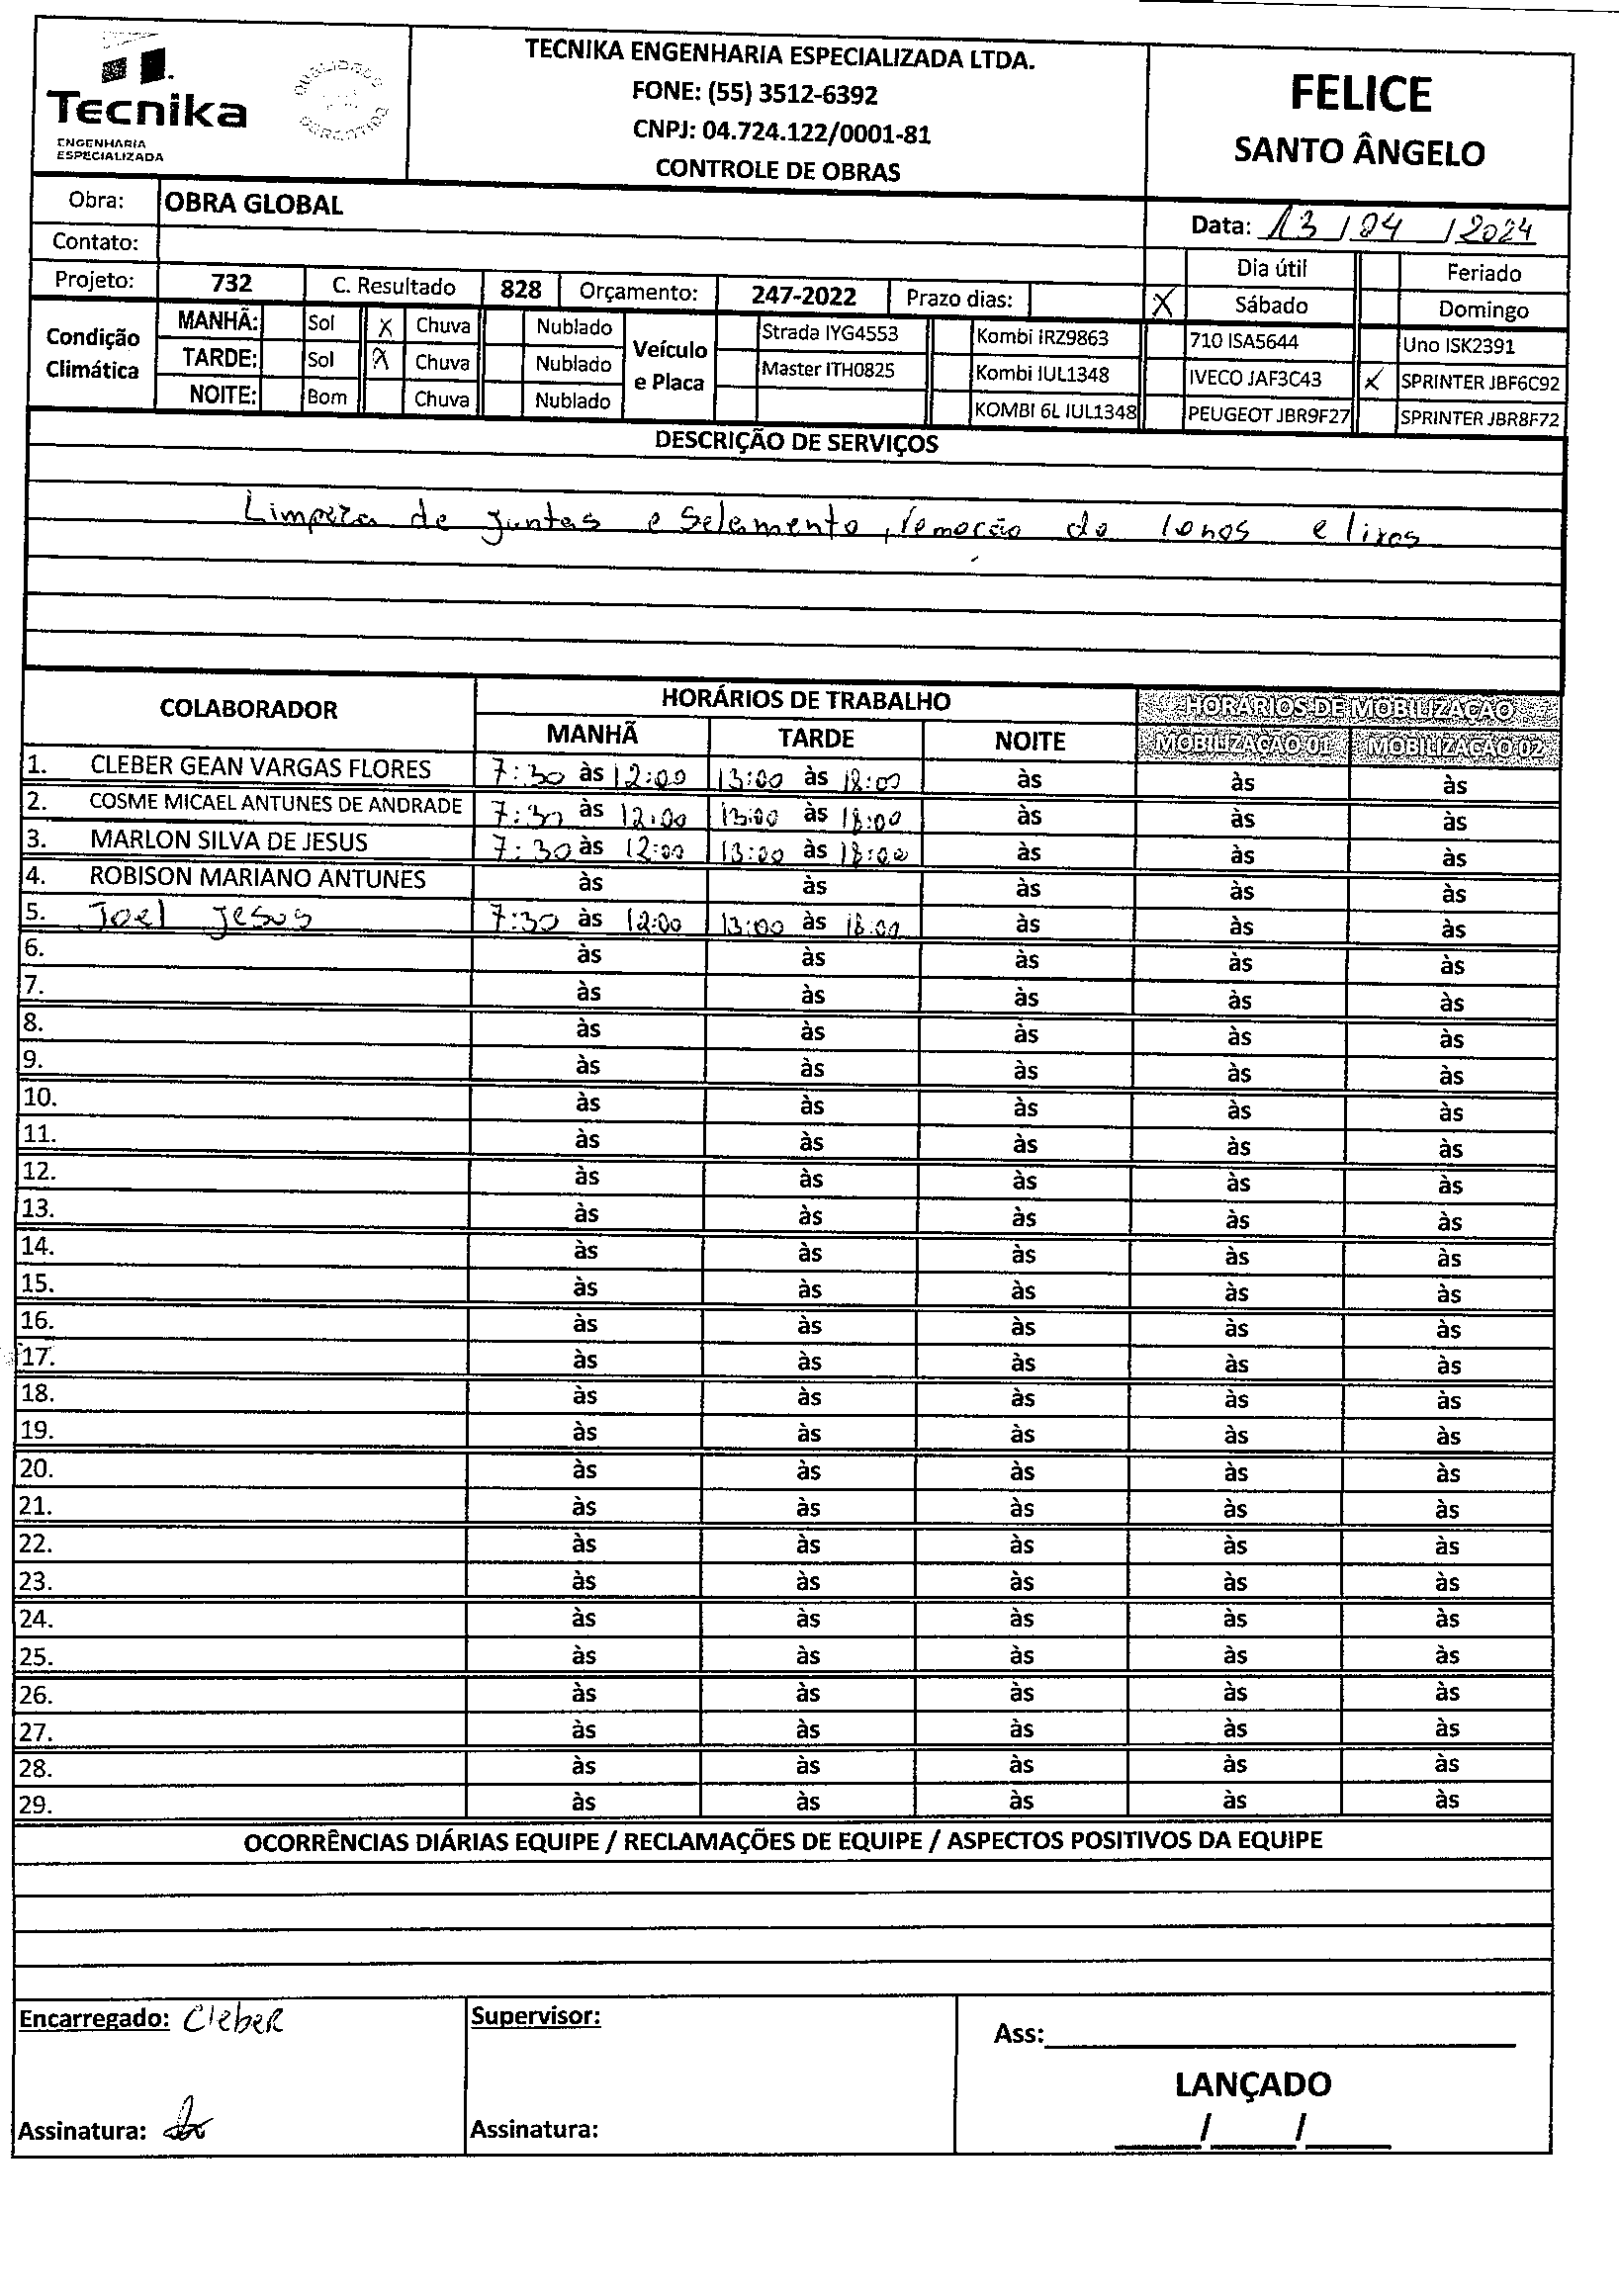 Tecnika
ENGENHARIA
ESPECIALIZADA
QUALIDADE
TECNIKA ENGENHARIA ESPECIALIZADA LTDA.
FONE: (55) 3512-6392
CNPJ: 04.724.122/0001-81
CONTROLE DE OBRAS
FELICE
SANTO ÂNGELO
Obra: OBRA GLOBAL
Data: 13 / 04 / 2024
Contato:
Dia útil Feriado
Projeto: 732 C. Resultado 828 Orçamento: 247-2022 Prazo dias: X Sábado Domingo
Condição Climática
MANHÃ: Sol X Chuva Nublado
TARDE: Sol X Chuva Nublado
NOITE: Bom Chuva Nublado
Veículo e Placa
Strada IYG4553 Kombi IRZ9863 710 ISA5644 Uno ISK2391
Master ITH0825 Kombi IUL1348 IVECO JAF3C43 X SPRINTER JBF6C92
KOMBI 6L IUL1348 PEUGEOT JBR9F27 SPRINTER JBR8F72
DESCRIÇÃO DE SERVIÇOS
Limpeza de juntas e Selamento, remoção de lonas e lixos
COLABORADOR HORÁRIOS DE TRABALHO HORÁRIOS DE MOBILIZAÇÃO
MANHÃ TARDE NOITE MOBILIZAÇÃO 01 MOBILIZAÇÃO 02
1. CLEBER GEAN VARGAS FLORES 7:30 às 12:00 13:00 às 18:00 às às às
2. COSME MICAEL ANTUNES DE ANDRADE 7:30 às 12:00 13:00 às 18:00 às às às
3. MARLON SILVA DE JESUS 7:30 às 12:00 13:00 às 18:00 às às às
4. ROBISON MARIANO ANTUNES às às às às às
5. Joel Jesus 7:30 às 12:00 13:00 às 18:00 às às às
6. às às às às às
7. às às às às às
8. às às às às às
9. às às às às às
10. às às às às às
11. às às às às às
12. às às às às às
13. às às às às às
14. às às às às às
15. às às às às às
16. às às às às às
17. às às às às às
18. às às às às às
19. às às às às às
20. às às às às às
21. às às às às às
22. às às às às às
23. às às às às às
24. às às às às às
25. às às às às às
26. às às às às às
27. às às às às às
28. às às às às às
29. às às às às às
OCORRÊNCIAS DIÁRIAS EQUIPE / RECLAMAÇÕES DE EQUIPE / ASPECTOS POSITIVOS DA EQUIPE
Encarregado: Cleber
Supervisor:
Ass:
LANÇADO
/ /
Assinatura:
Assinatura: